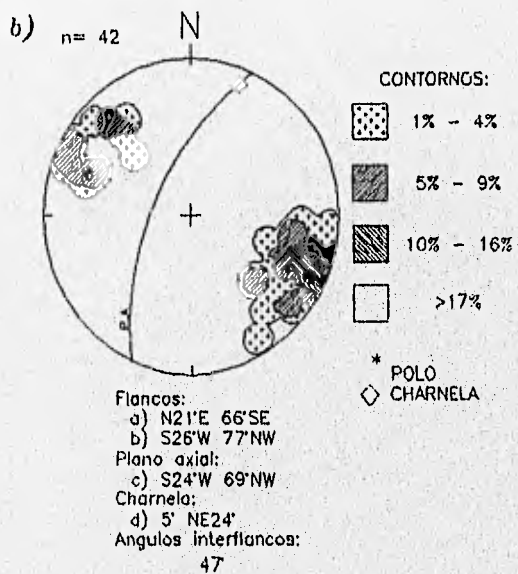 b) n= 42
N
CONTORNOS:
1% - 4%
5% - 9%
10% - 16%
>17%
* POLO
◇ CHARNELA
P.A.
Flancos:
a) N21'E 66'SE
b) S26'W 77'NW
Plano axial:
c) S24'W 69'NW
Charnela:
d) 5' NE24'
Angulos interflancos:
47'